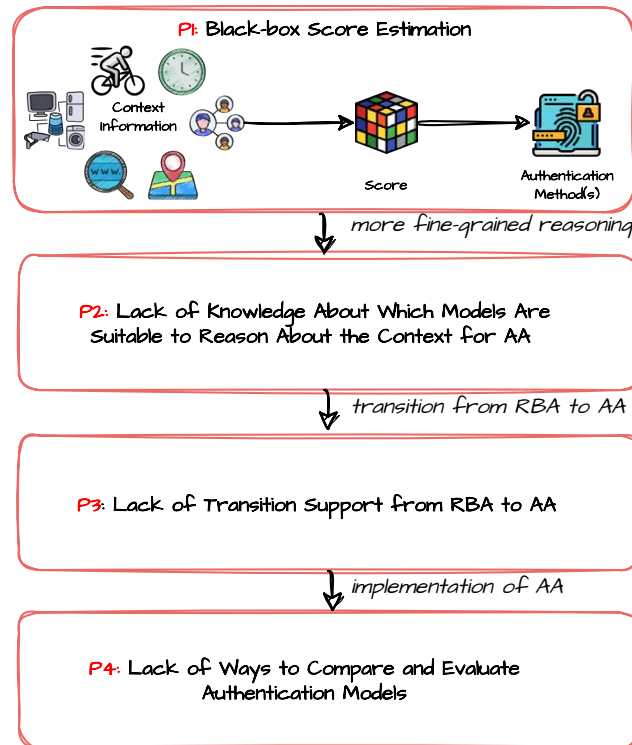 P1: Black-box Score Estimation
Context
Information
www.
Score
Authentication
Method(s)
more fine-grained reasoning
P2: Lack of Knowledge About Which Models Are
Suitable to Reason About the Context for AA
transition from RBA to AA
P3: Lack of Transition Support from RBA to AA
implementation of AA
P4: Lack of Ways to Compare and Evaluate
Authentication Models